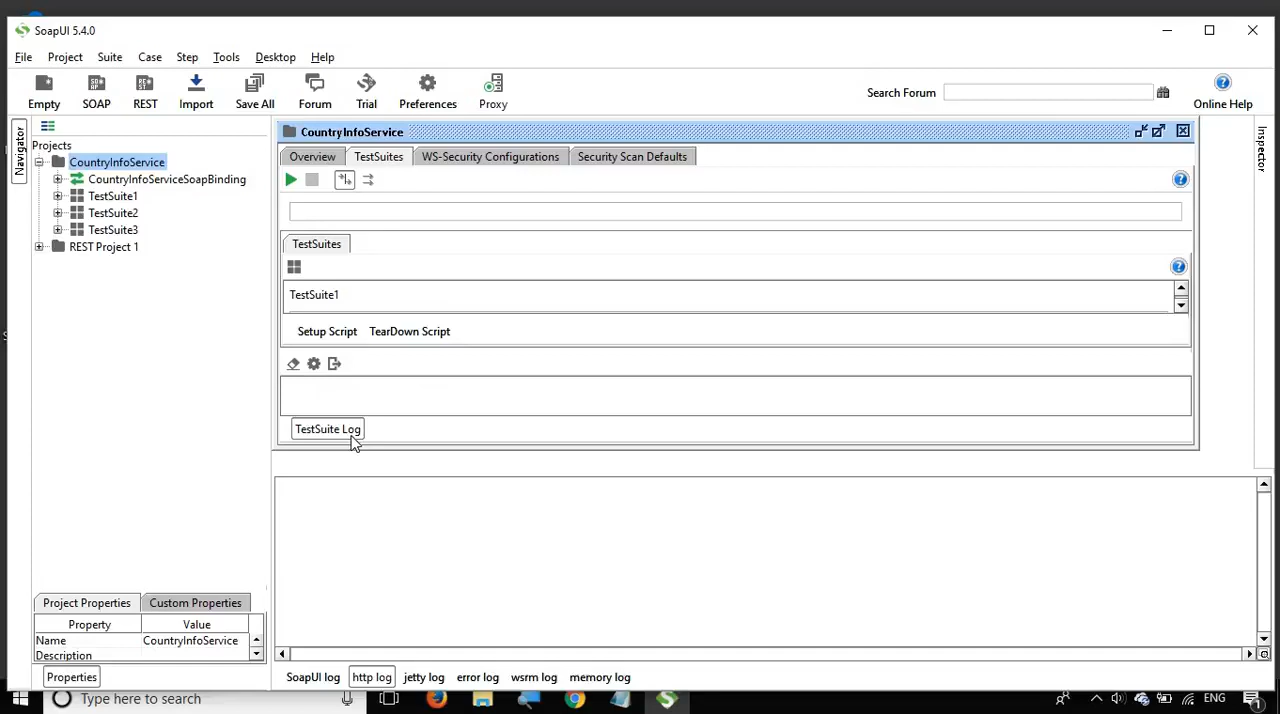 SoapUI 5.4.0
File Project Suite Case Step Tools Desktop Help
Empty SOAP REST Import Save All Forum Trial Preferences Proxy Search Forum Online Help
Navigator
Projects
CountryInfoService
CountryInfoServiceSoapBinding
TestSuite1
TestSuite2
TestSuite3
REST Project 1
CountryInfoService
Overview TestSuites WS-Security Configurations Security Scan Defaults
TestSuites
TestSuite1
Setup Script TearDown Script
TestSuite Log
Inspector
Project Properties Custom Properties
Property Value
Name CountryInfoService
Description
Properties
SoapUI log http log jetty log error log wsrm log memory log
Type here to search
ENG
1